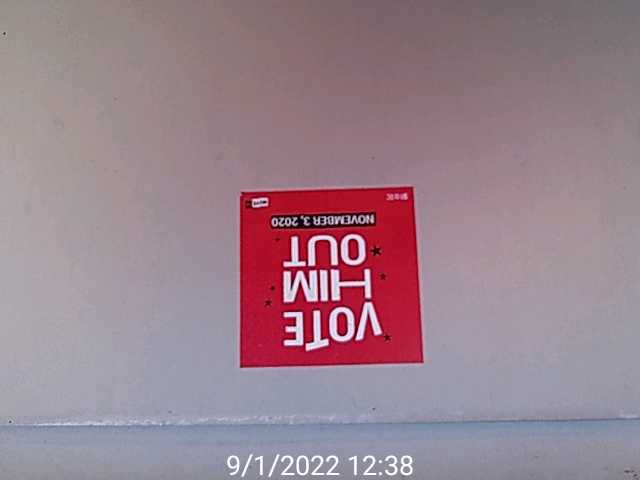 VOTE
HIM
OUT
NOVEMBER 3, 2020
9/1/2022 12:38